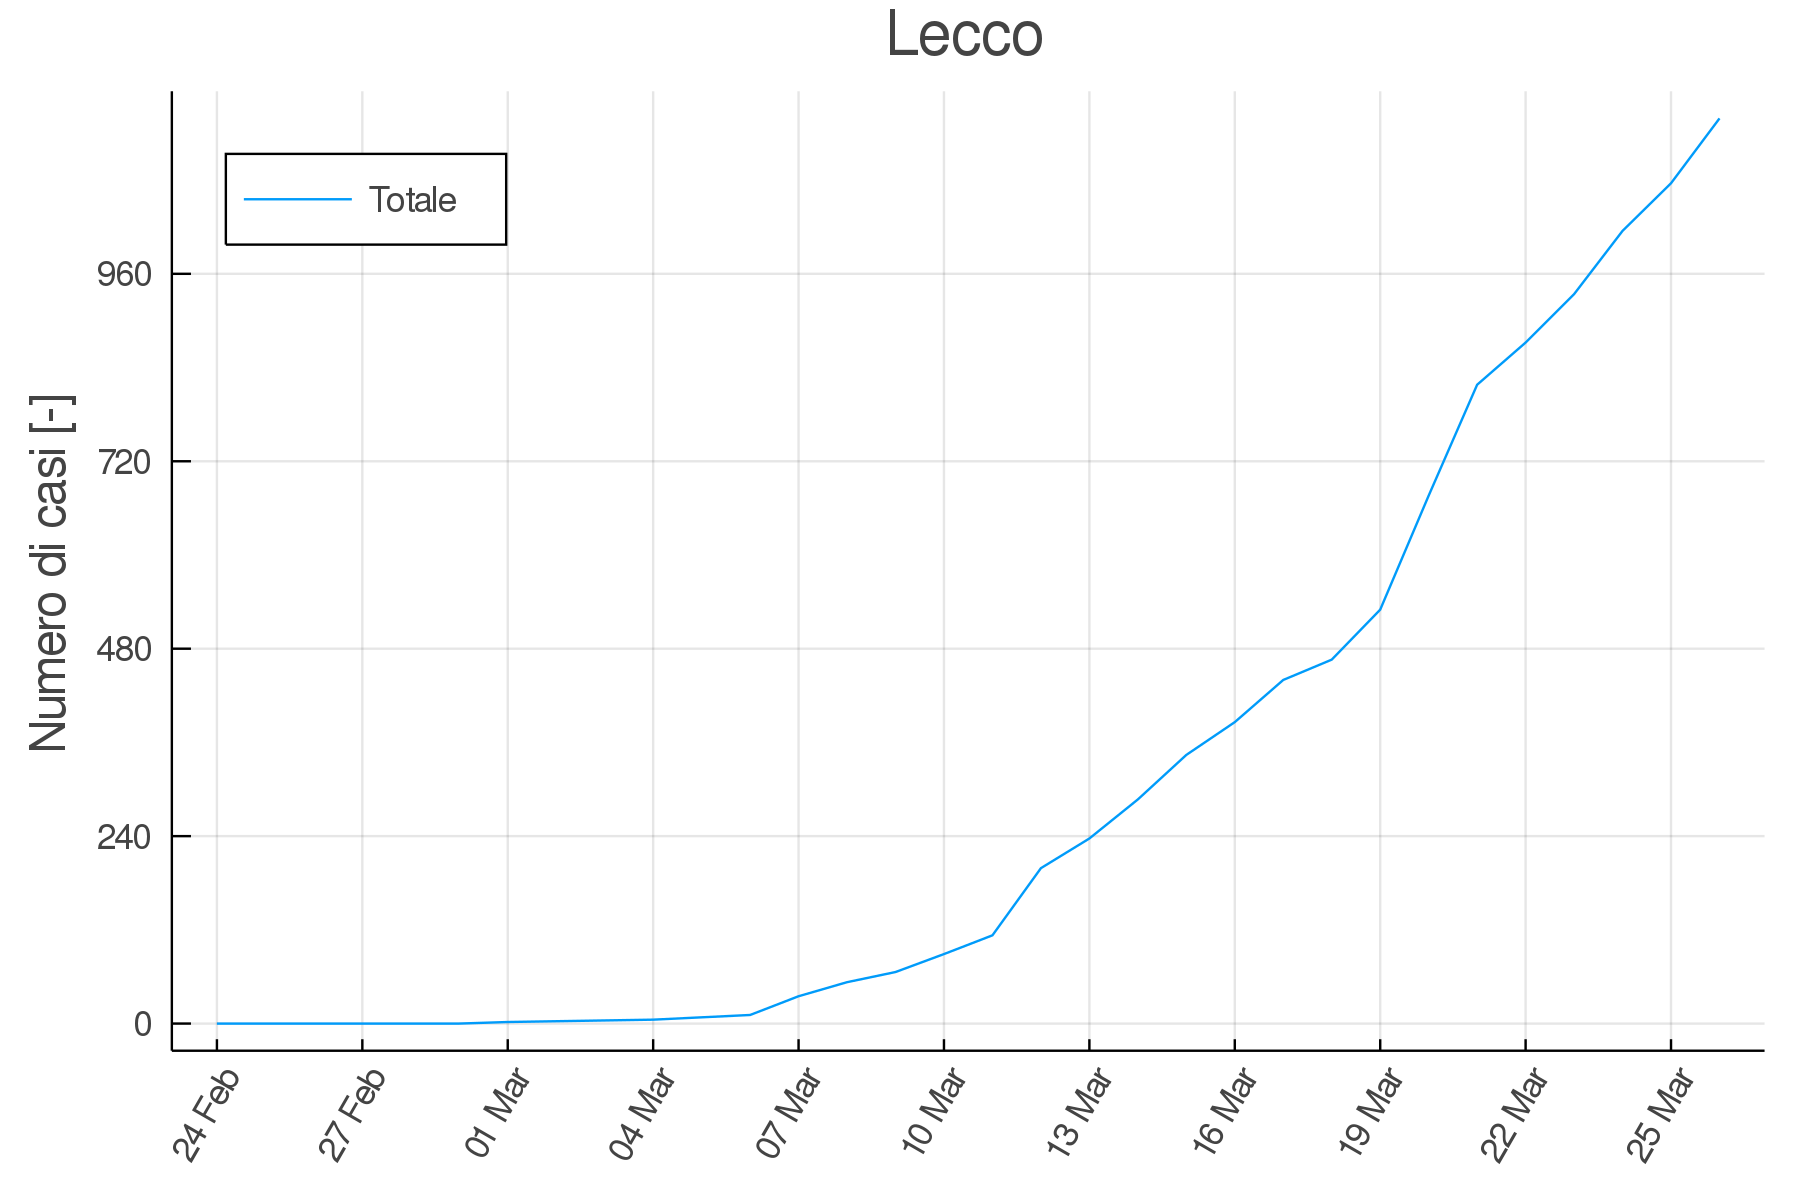 Lecco
Totale
Numero di casi [-]
960
720
480
240
0
24 Feb
27 Feb
01 Mar
04 Mar
07 Mar
10 Mar
13 Mar
16 Mar
19 Mar
22 Mar
25 Mar